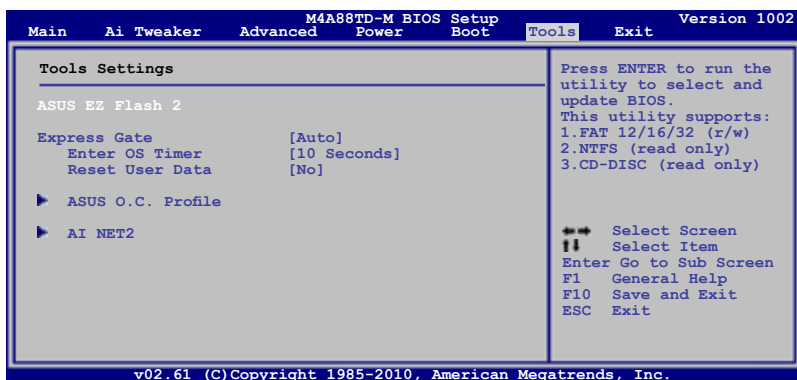 M4A88TD-M BIOS Setup Version 1002
Main Ai Tweaker Advanced Power Boot Tools Exit
Tools Settings
ASUS EZ Flash 2
Express Gate [Auto]
Enter OS Timer [10 Seconds]
Reset User Data [No]
ASUS O.C. Profile
AI NET2
Press ENTER to run the
utility to select and
update BIOS.
This utility supports:
1.FAT 12/16/32 (r/w)
2.NTFS (read only)
3.CD-DISC (read only)
Select Screen
Select Item
Enter Go to Sub Screen
F1 General Help
F10 Save and Exit
ESC Exit
v02.61 (C)Copyright 1985-2010, American Megatrends, Inc.